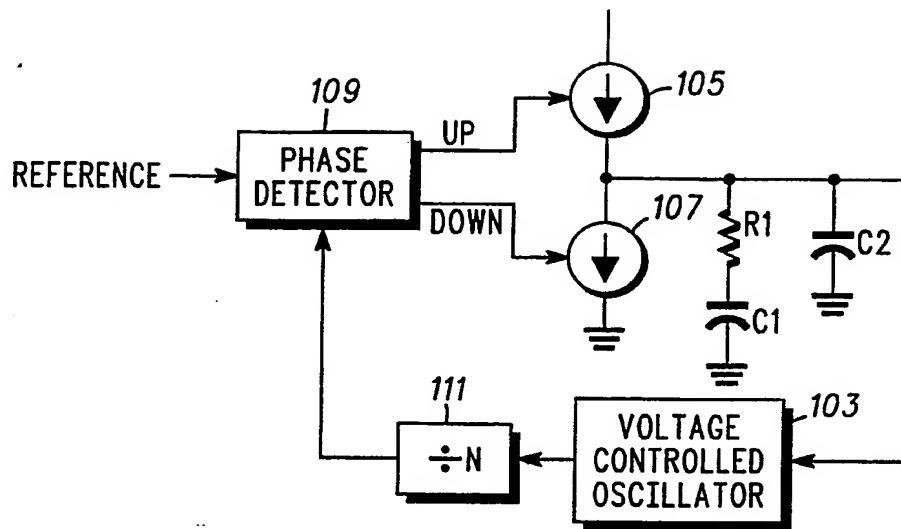 109
105
UP
PHASE
DETECTOR
REFERENCE
DOWN
107
R1
C2
C1
111
103
÷N
VOLTAGE
CONTROLLED
OSCILLATOR